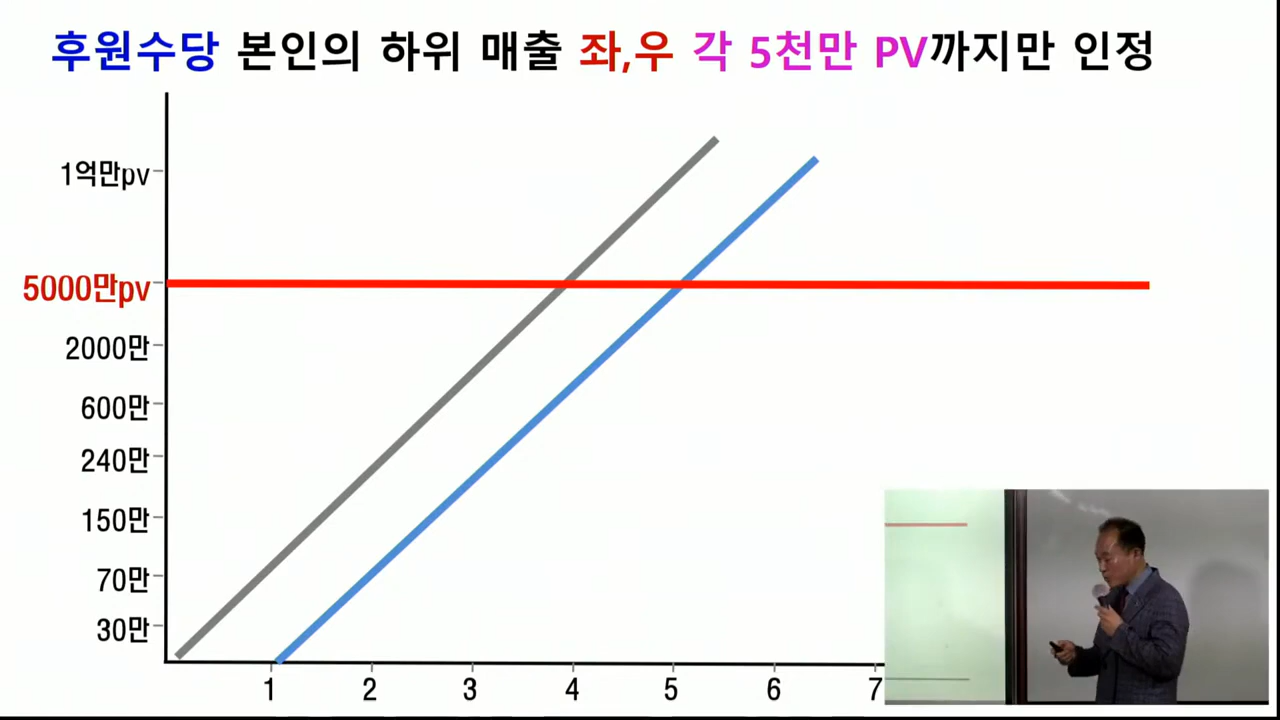 후원수당 본인의 하위 매출 좌,우 각 5천만 PV까지만 인정
1억만pv
5000만pv
2000만
600만
240만
150만
70만
30만
1 2 3 4 5 6 7